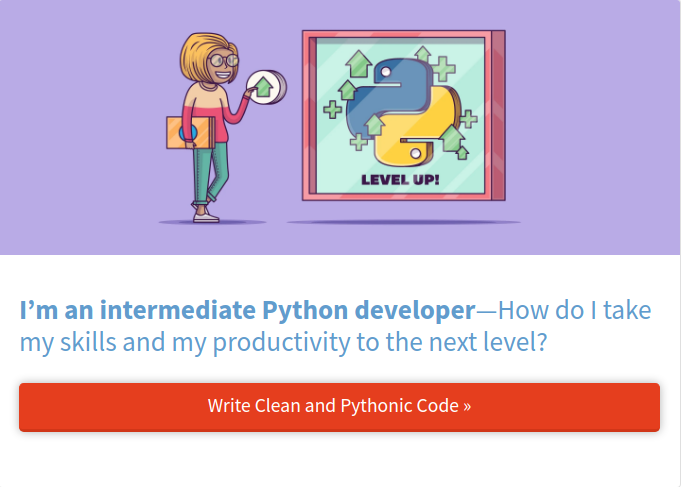 LEVEL UP!
I’m an intermediate Python developer—How do I take
my skills and my productivity to the next level?
Write Clean and Pythonic Code »